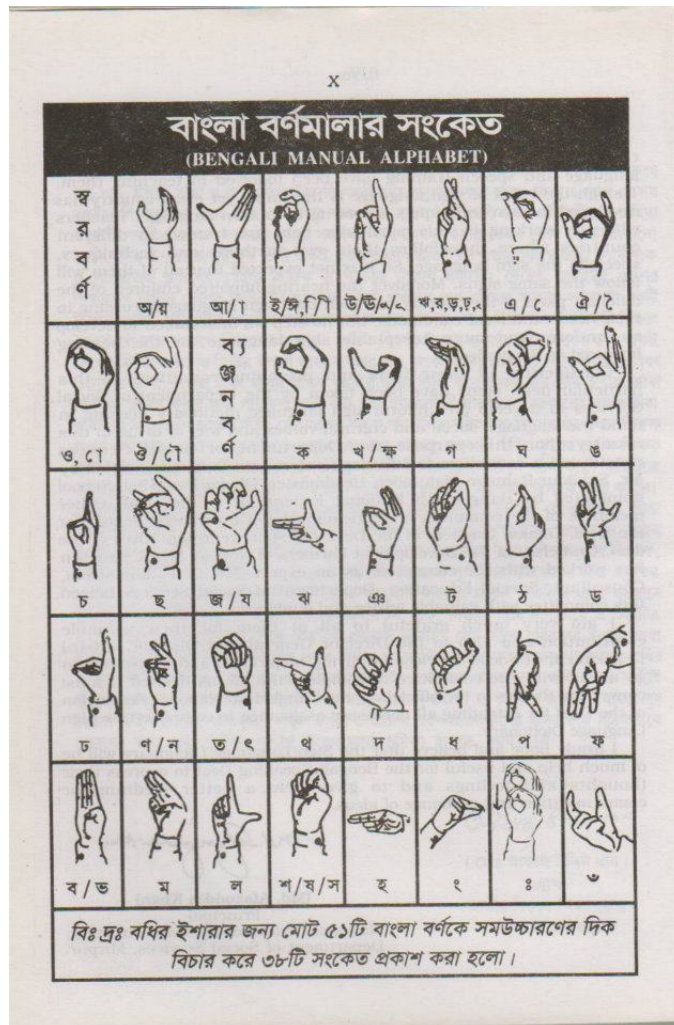 x
বাংলা বর্ণমালার সংকেত
(BENGALI MANUAL ALPHABET)
স্বরবর্ণ
অ/য় আ/া ই/ঈ,ি,ী উ/ঊ/ু/ূ ঋ,র,ড়,ঢ়,ৃ এ/ে ঐ/ৈ
ও,ো ঔ/ৌ
ব্যঞ্জনবর্ণ
ক খ/ক্ষ গ ঘ ঙ
চ ছ জ/য ঝ ঞ ট ঠ ড
ঢ ণ/ন ত/ৎ থ দ ধ প ফ
ব/ভ ম ল শ/ষ/স হ ং ঃ ঁ
বিঃ দ্রঃ বধির ইশারার জন্য মোট ৫১টি বাংলা বর্ণকে সমউচ্চারণের দিক
বিচার করে ৩৮টি সংকেত প্রকাশ করা হলো।